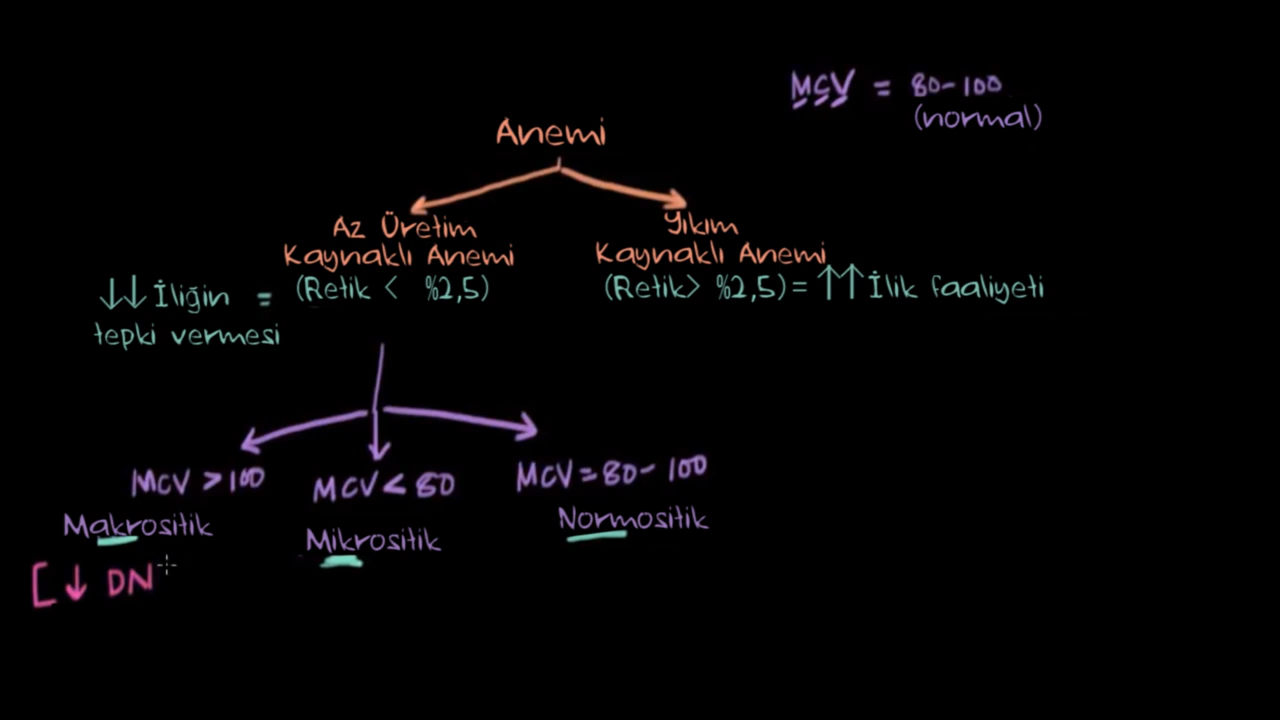 MCV = 80-100
(normal)
Anemi
Az Üretim
Kaynaklı Anemi
(Retik < %2,5)
Yıkım
Kaynaklı Anemi
(Retik> %2,5) = ↑↑ İlik faaliyeti
↓↓ İliğin =
tepki vermesi
MCV > 100
Makrositik
MCV < 80
Mikrositik
MCV = 80- 100
Normositik
[ ↓ DN